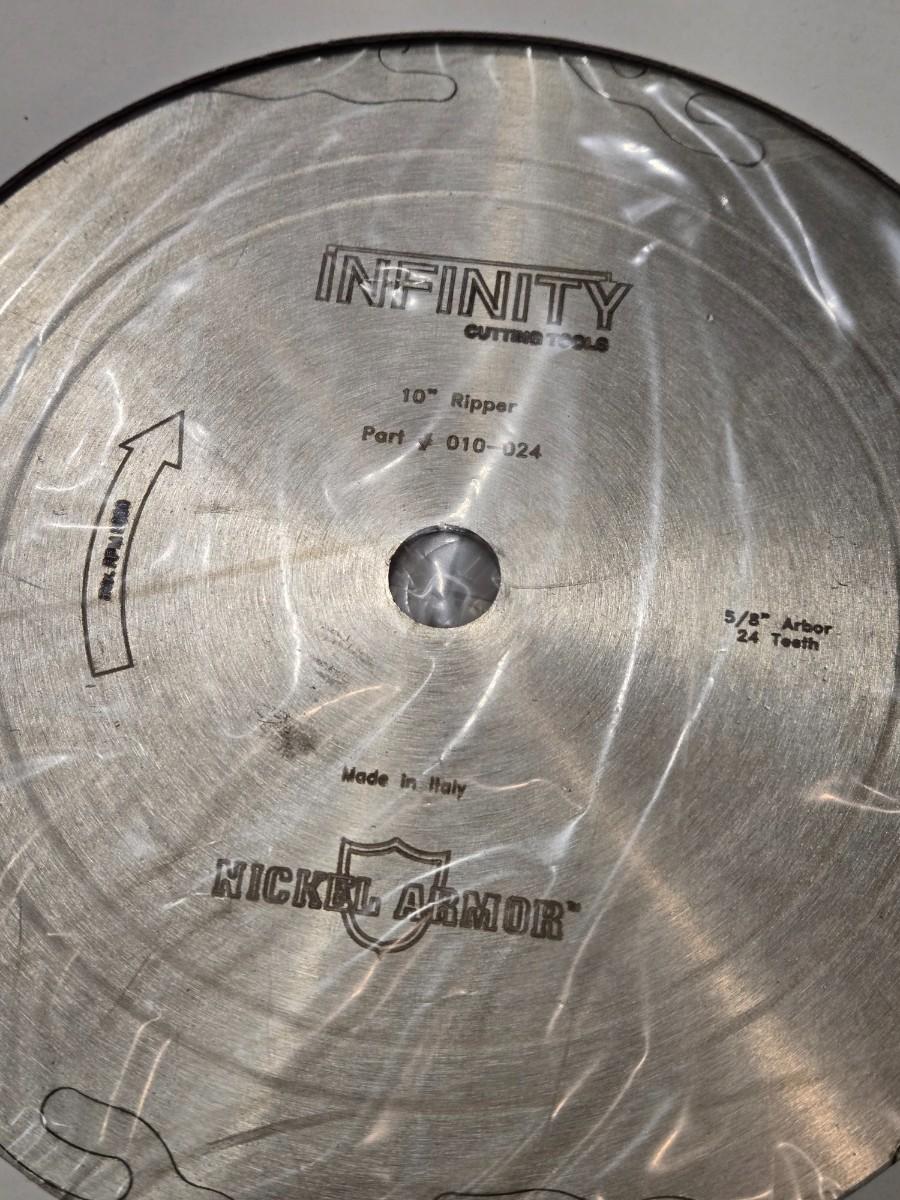 INFINITY
CUTTING TOOLS
10" Ripper
Part # 010-024
5/8" Arbor
24 Teeth
Made in Italy
NICKEL ARMOR™